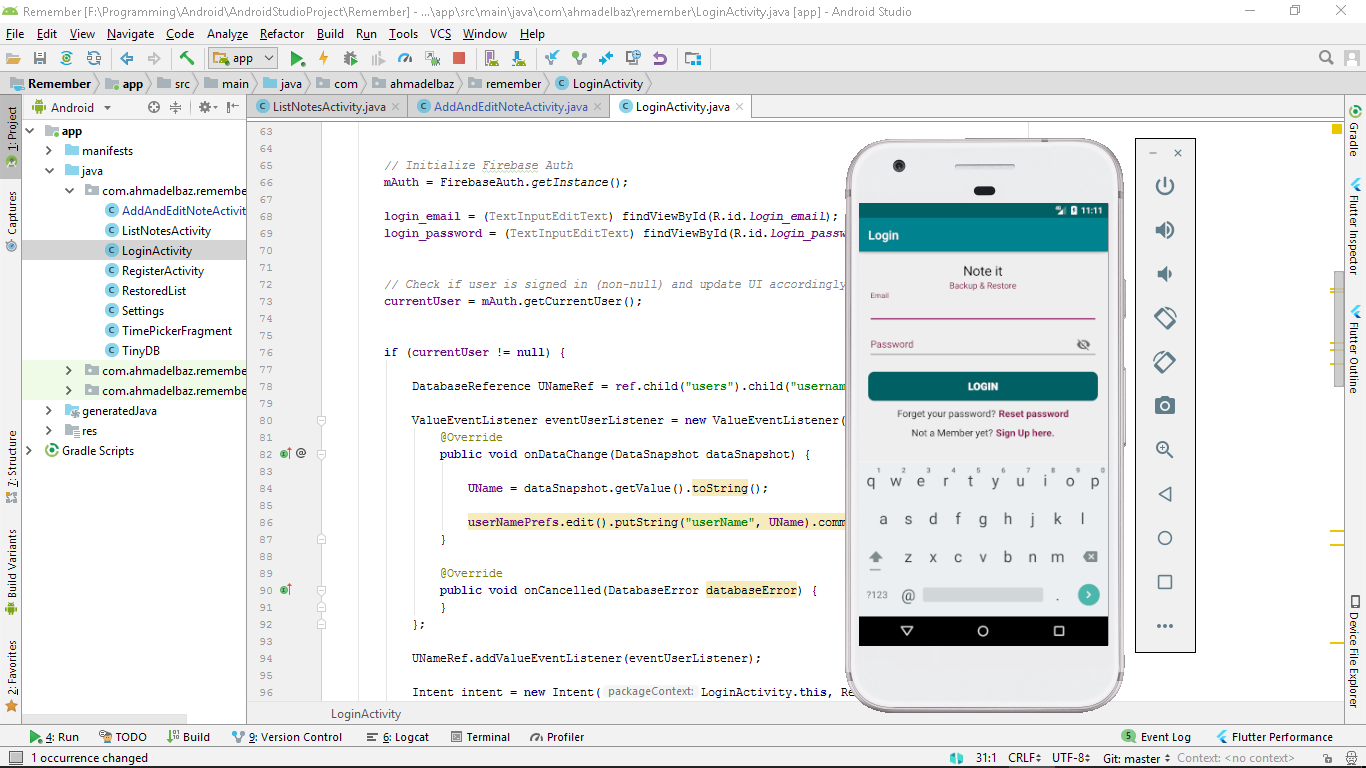 Remember [F:\Programming\Android\AndroidStudioProject\Remember] - ...\app\src\main\java\com\ahmadelbaz\remember\LoginActivity.java [app] - Android Studio
File Edit View Navigate Code Analyze Refactor Build Run Tools VCS Window Help
app
Remember app src main java com ahmadelbaz remember LoginActivity
Android
ListNotesActivity.java AddAndEditNoteActivity.java LoginActivity.java
1: Project
Captures
7: Structure
Build Variants
2: Favorites
app
manifests
java
com.ahmadelbaz.remembe
AddAndEditNoteActivit
ListNotesActivity
LoginActivity
RegisterActivity
RestoredList
Settings
TimePickerFragment
TinyDB
com.ahmadelbaz.remembe
com.ahmadelbaz.remembe
generatedJava
res
Gradle Scripts
63
64
65 // Initialize Firebase Auth
66 mAuth = FirebaseAuth.getInstance();
67
68 login_email = (TextInputEditText) findViewById(R.id.login_email);
69 login_password = (TextInputEditText) findViewById(R.id.login_passw
70
71
72 // Check if user is signed in (non-null) and update UI accordingly
73 currentUser = mAuth.getCurrentUser();
74
75
76 if (currentUser != null) {
77
78 DatabaseReference UNameRef = ref.child("users").child("usernam
79
80 ValueEventListener eventUserListener = new ValueEventListener(
81 @Override
82 @ public void onDataChange(DataSnapshot dataSnapshot) {
83
84 UName = dataSnapshot.getValue().toString();
85
86 userNamePrefs.edit().putString("userName", UName).comm
87 }
88
89 @Override
90 public void onCancelled(DatabaseError databaseError) {
91 }
92 };
93
94 UNameRef.addValueEventListener(eventUserListener);
95
96 Intent intent = new Intent( packageContext: LoginActivity.this, Re
LoginActivity
11:11
Login
Note it
Backup & Restore
Email
Password
LOGIN
Forget your password? Reset password
Not a Member yet? Sign Up here.
1 2 3 4 5 6 7 8 9 0
q w e r t y u i o p
a s d f g h j k l
z x c v b n m
?123 @ .
Gradle
Flutter Inspector
Flutter Outline
Device File Explorer
4: Run TODO Build 9: Version Control 6: Logcat Terminal Profiler 5 Event Log Flutter Performance
1 occurrence changed 31:1 CRLF UTF-8 Git: master Context: <no context>